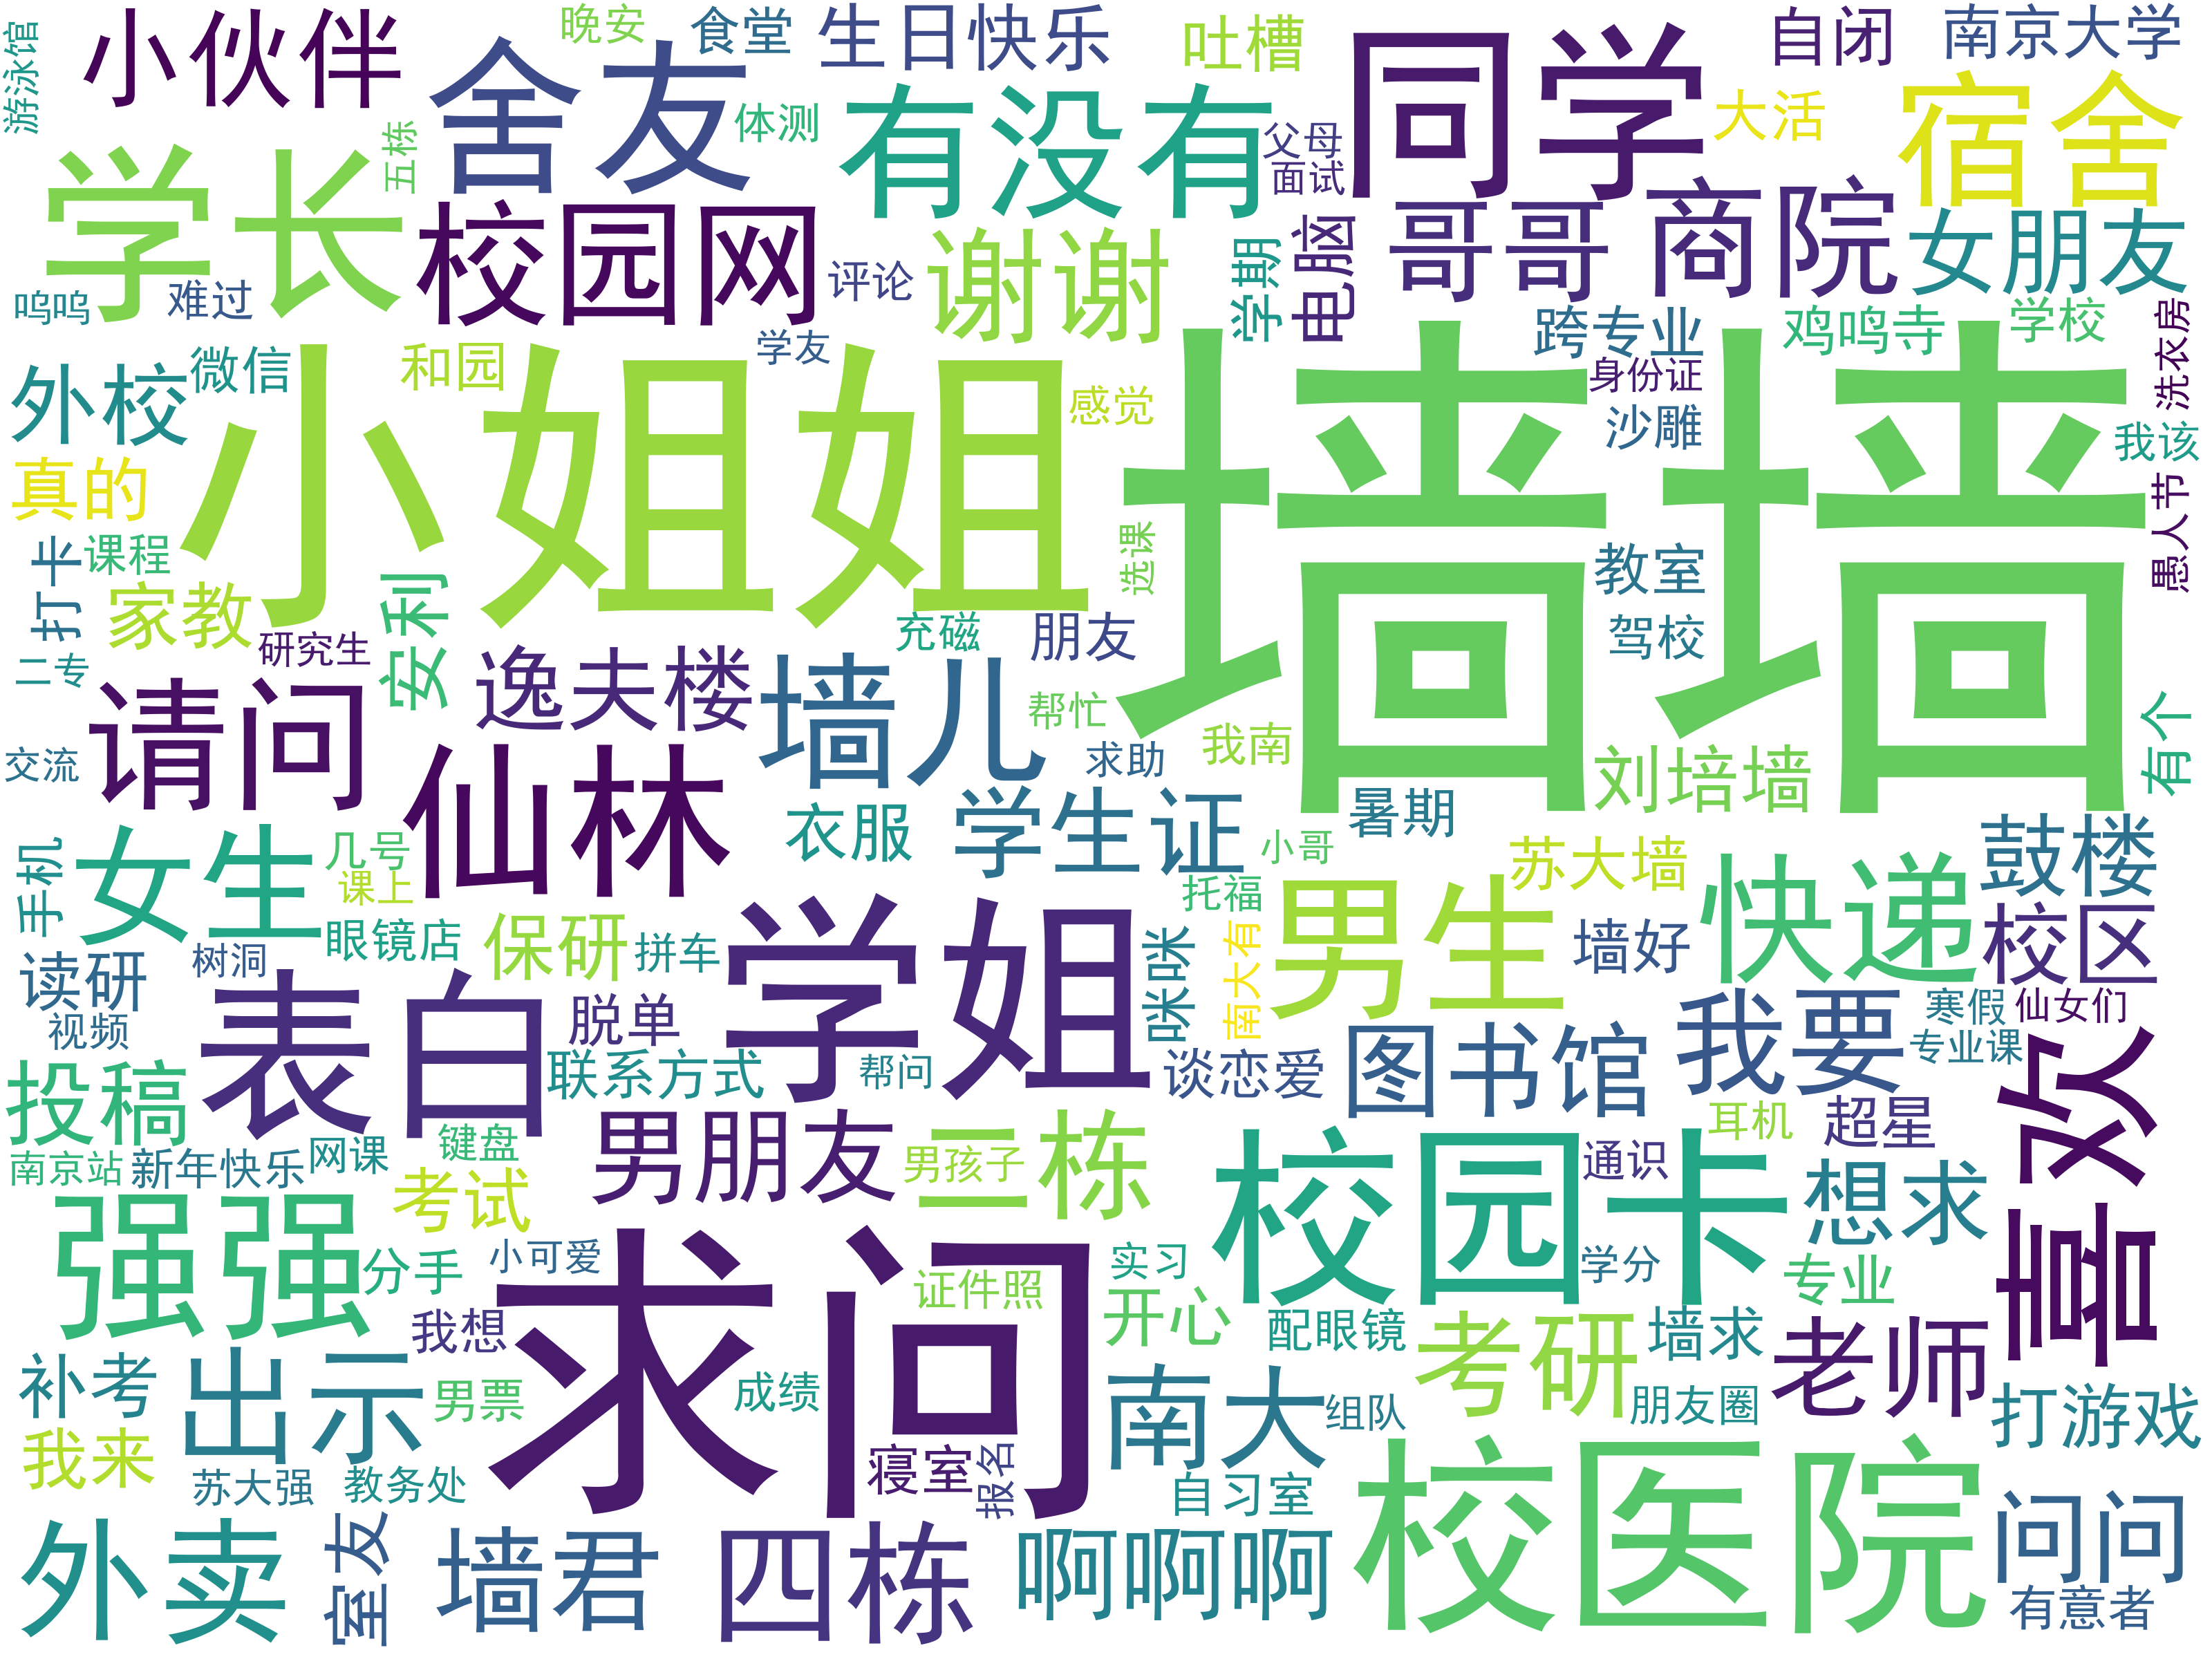 游泳馆
小伙伴
晚安
食堂
生日快乐
吐槽
同学
自闭
南京大学
舍友
体测
有没有
父母
面试
大活
宿舍
学长
五栋
校园网
评论
谢谢
学期
电脑
哥哥
商院
女朋友
呜呜
难过
学友
跨专业
鸡鸣寺
学校
洗衣房
外校
微信
和园
小姐姐
感觉
墙墙
身份证
沙雕
我该
真的
愚人节
打卡
课程
选课
教室
家教
安利
充磁
朋友
驾校
二专
研究生
逸夫楼
墙儿
帮忙
有个
请问
仙林
求助
我南
刘培墙
交流
衣服
学生证
暑期
手机
女生
几号
课上
小哥
苏大墙
鼓楼
学姐
托福
男生
快递
校区
眼镜店
保研
拼车
咪咪
南大有
墙好
读研
树洞
视频
表白
脱单
我要
寒假
仙女们
专业课
喜欢
投稿
联系方式
帮问
谈恋爱
图书馆
耳机
超星
南京站
新年快乐
网课
键盘
男朋友
男孩子
三栋
校园卡
通识
想求
强强
考试
分手
小可爱
求问
证件照
实习
开心
学分
专业
我想
配眼镜
墙求
补考
出示
男票
成绩
南大
组队
考研
朋友圈
老师
打游戏
我来
苏大强
教务处
寝室
报名
自习室
校医院
问问
外卖
室友
墙君
四栋
啊啊啊
有意者